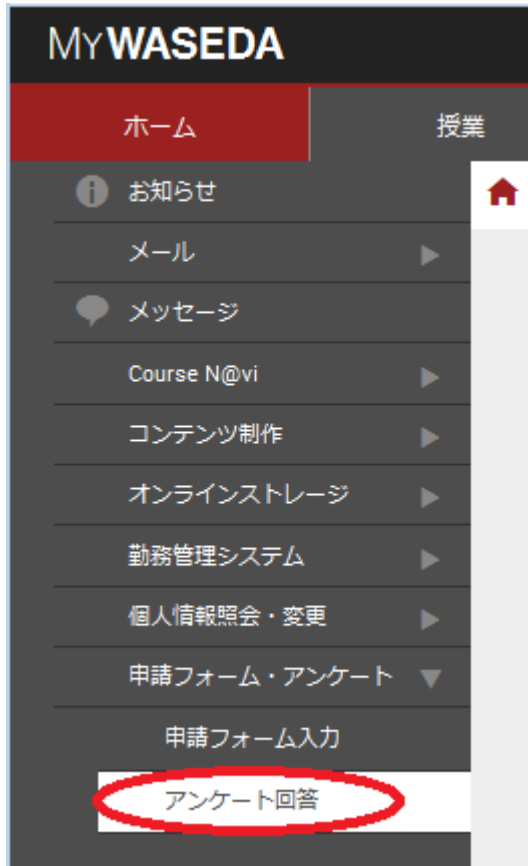 MYWASEDA
ホーム 授業
お知らせ
メール
メッセージ
Course N@vi
コンテンツ制作
オンラインストレージ
勤務管理システム
個人情報照会・変更
申請フォーム・アンケート
申請フォーム入力
アンケート回答